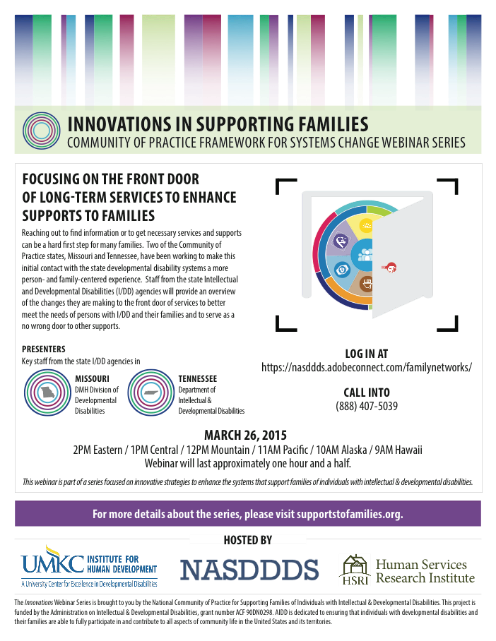 INNOVATIONS IN SUPPORTING FAMILIES
COMMUNITY OF PRACTICE FRAMEWORK FOR SYSTEMS CHANGE WEBINAR SERIES
FOCUSING ON THE FRONT DOOR
OF LONG-TERM SERVICES TO ENHANCE
SUPPORTS TO FAMILIES
Reaching out to find information or to get necessary services and supports
can be a hard first step for many families. Two of the Community of
Practice states, Missouri and Tennessee, have been working to make this
initial contact with the state developmental disability systems a more
person- and family-centered experience. Staff from the state Intellectual
and Developmental Disabilities (I/DD) agencies will provide an overview
of the changes they are making to the front door of services to better
meet the needs of persons with I/DD and their families and to serve as a
no wrong door to other supports.
PRESENTERS
Key staff from the state I/DD agencies in
MISSOURI
DMH Division of
Developmental
Disabilities
TENNESSEE
Department of
Intellectual &
Developmental Disabilities
LOG IN AT
https://nasddds.adobeconnect.com/familynetworks/
CALL INTO
(888) 407-5039
MARCH 26, 2015
2PM Eastern / 1PM Central / 12PM Mountain / 11AM Pacific / 10AM Alaska / 9AM Hawaii
Webinar will last approximately one hour and a half.
This webinar is part of a series focused on innovative strategies to enhance the systems that support families of individuals with intellectual & developmental disabilities.
For more details about the series, please visit supportstofamilies.org.
HOSTED BY
UMKC INSTITUTE FOR
HUMAN DEVELOPMENT
A University Center for Excellence in Developmental Disabilities
NASDDDS
HSRI
Human Services
Research Institute
The Innovations Webinar Series is brought to you by the National Community of Practice for Supporting Families of Individuals with Intellectual & Developmental Disabilities. This project is
funded by the Administration on Intellectual & Developmental Disabilities, grant number ACF 90DN0298. AIDD is dedicated to ensuring that individuals with developmental disabilities and
their families are able to fully participate in and contribute to all aspects of community life in the United States and its territories.